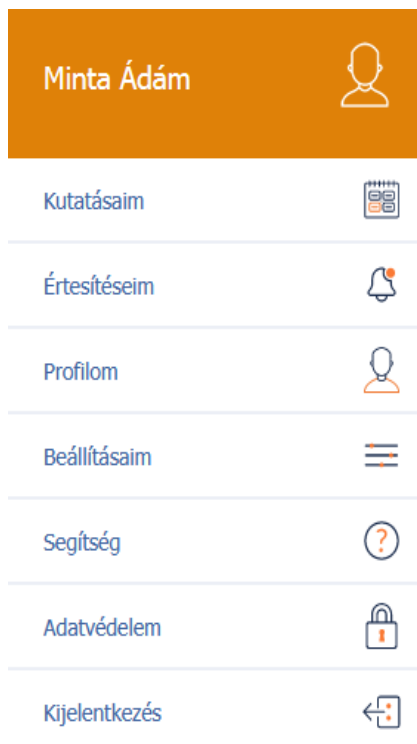 Minta Ádám
Kutatásaim
Értesítéseim
Profilom
Beállításaim
Segítség
?
Adatvédelem
Kijelentkezés